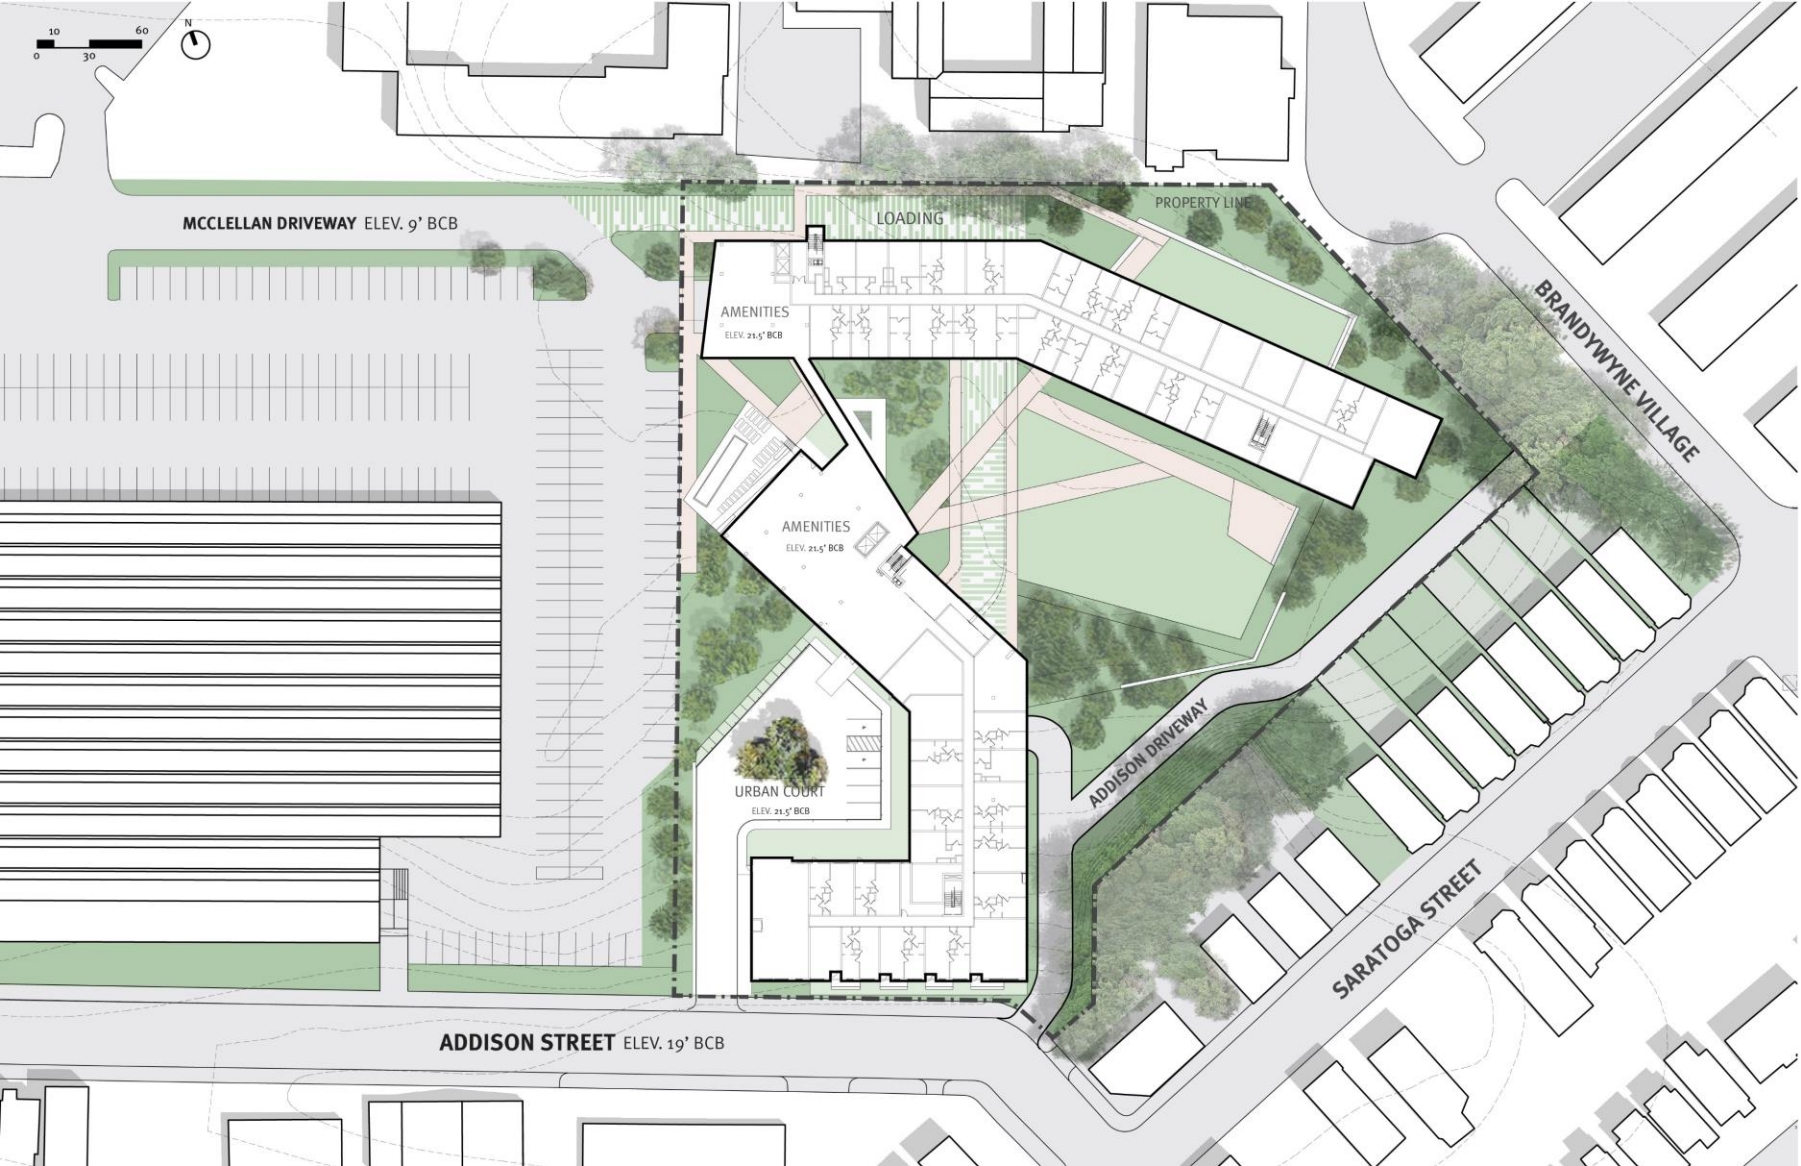 10 60
0 30
N
MCCLELLAN DRIVEWAY ELEV. 9' BCB
LOADING
PROPERTY LINE
BRANDYWYNE VILLAGE
AMENITIES
ELEV. 21.5' BCB
AMENITIES
ELEV. 21.5' BCB
URBAN COURT
ELEV. 21.5' BCB
ADDISON DRIVEWAY
SARATOGA STREET
ADDISON STREET ELEV. 19' BCB